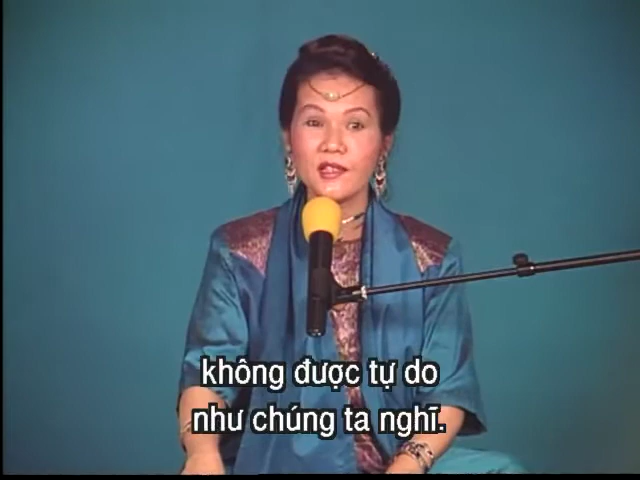 không được tự do
như chúng ta nghĩ.